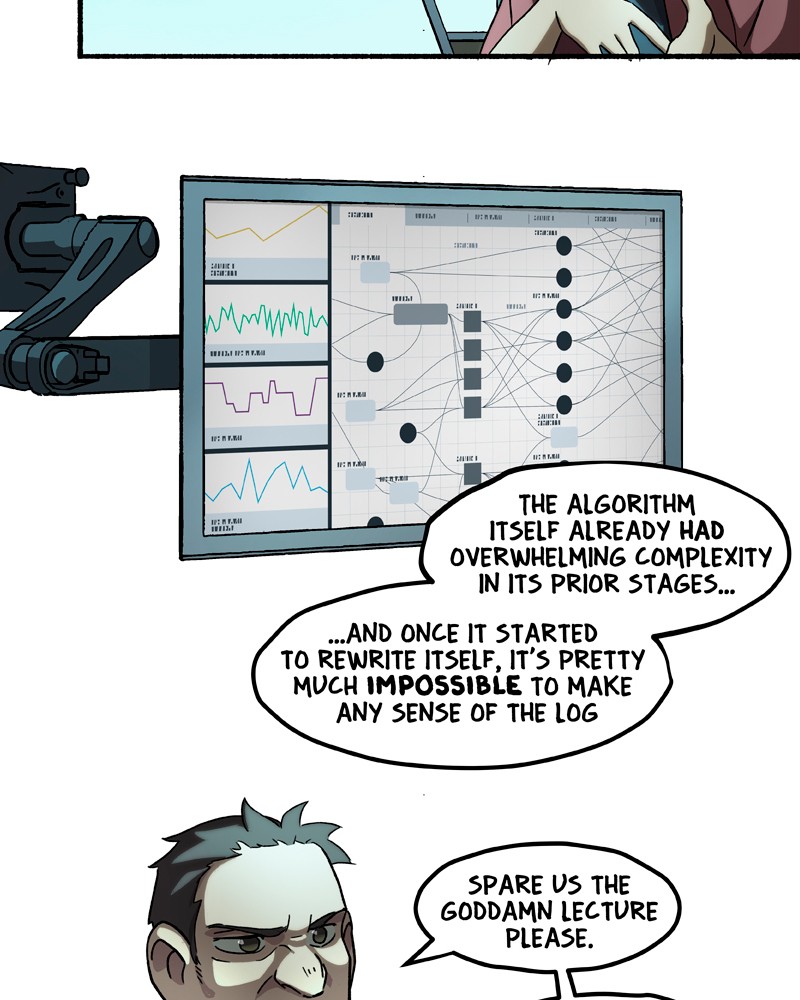 THE ALGORITHM
ITSELF ALREADY HAD
OVERWHELMING COMPLEXITY
IN ITS PRIOR STAGES...
...AND ONCE IT STARTED
TO REWRITE ITSELF, IT'S PRETTY
MUCH IMPOSSIBLE TO MAKE
ANY SENSE OF THE LOG
SPARE US THE
GODDAMN LECTURE
PLEASE.